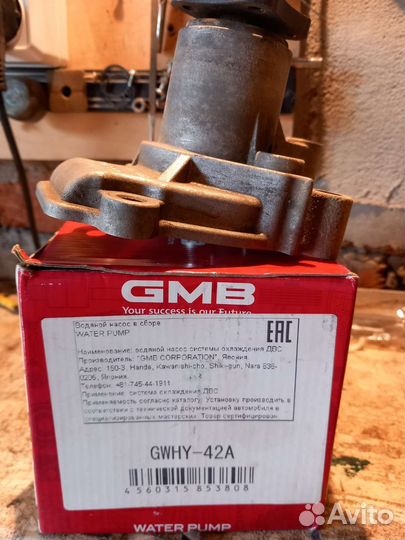 GMB
Your success is our Future.
Водяной насос в сборе
WATER PUMP
EAC
Наименование: водяной насос системы охлаждения ДВС
Производитель: "GMB CORPORATION", Япония
Адрес: 150-3, Handa, Kawanishi-cho, Shiki-gun, Nara 636-
0205, Япония.
Телефон: +81-745-44-1911
Применение: система охлаждения ДВС
Применяемость согласно каталогу. Установку производить в
соответствии с технической документацией автомобиля в
специализированных мастерских. Товар сертифицирован
GWHY-42A
4 560315 853808
WATER PUMP
Avito